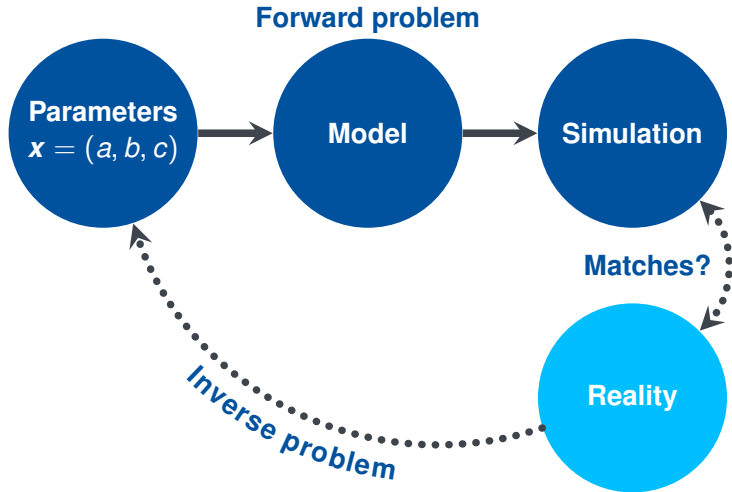 Forward problem
Parameters
x = (a, b, c)
Model
Simulation
Matches?
Reality
Inverse problem